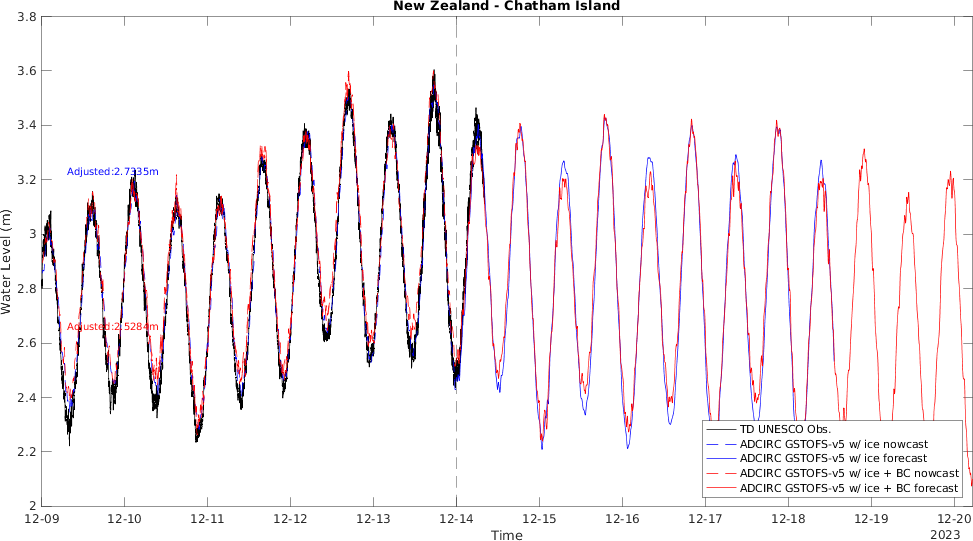 New Zealand - Chatham Island
3.8
3.6
3.4
3.2
3
2.8
2.6
2.4
2.2
2
Water Level (m)
Adjusted:2.7335m
Adjusted:2.5284m
TD UNESCO Obs.
ADCIRC GSTOFS-v5 w/ ice nowcast
ADCIRC GSTOFS-v5 w/ ice forecast
ADCIRC GSTOFS-v5 w/ ice + BC nowcast
ADCIRC GSTOFS-v5 w/ ice + BC forecast
12-09 12-10 12-11 12-12 12-13 12-14 12-15 12-16 12-17 12-18 12-19 12-20
Time
2023